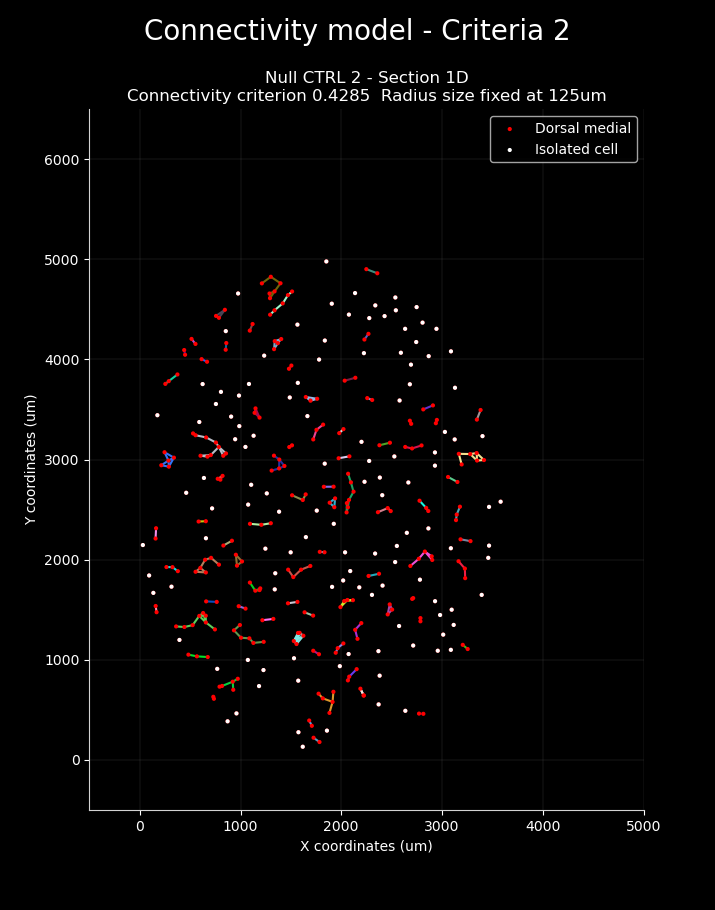 Connectivity model - Criteria 2
Null CTRL 2 - Section 1D
Connectivity criterion 0.4285  Radius size fixed at 125um
Dorsal medial
Isolated cell
6000
5000
4000
3000
2000
1000
0
Y coordinates (um)
0 1000 2000 3000 4000 5000
X coordinates (um)